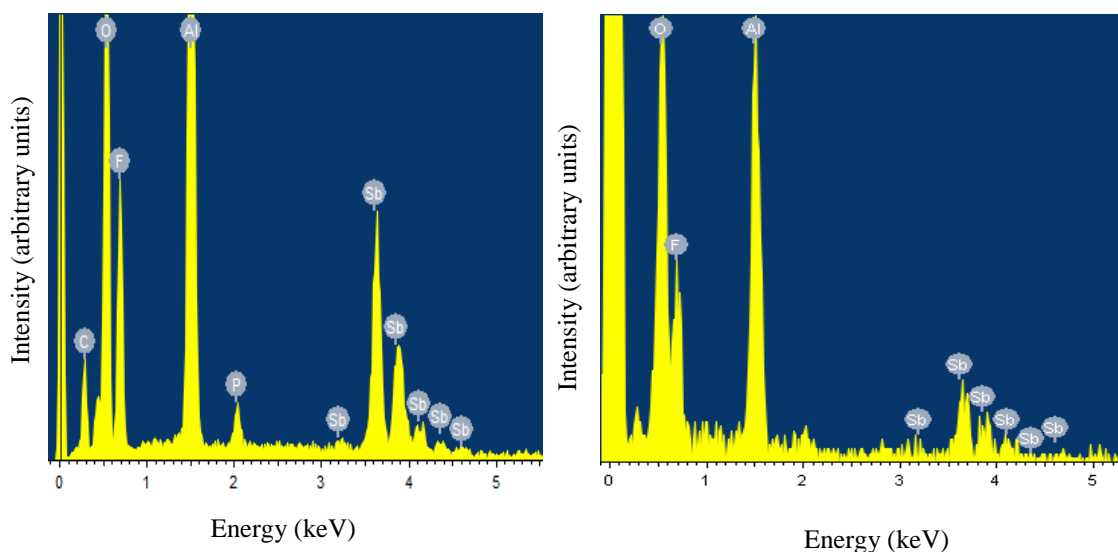 Intensity (arbitrary units)
O
Al
F
Sb
Sb
C
P
Sb
Sb
Sb
Sb
0 1 2 3 4 5
Energy (keV)
Intensity (arbitrary units)
O
Al
F
Sb
Sb
Sb
Sb
Sb
Sb
0 1 2 3 4 5
Energy (keV)